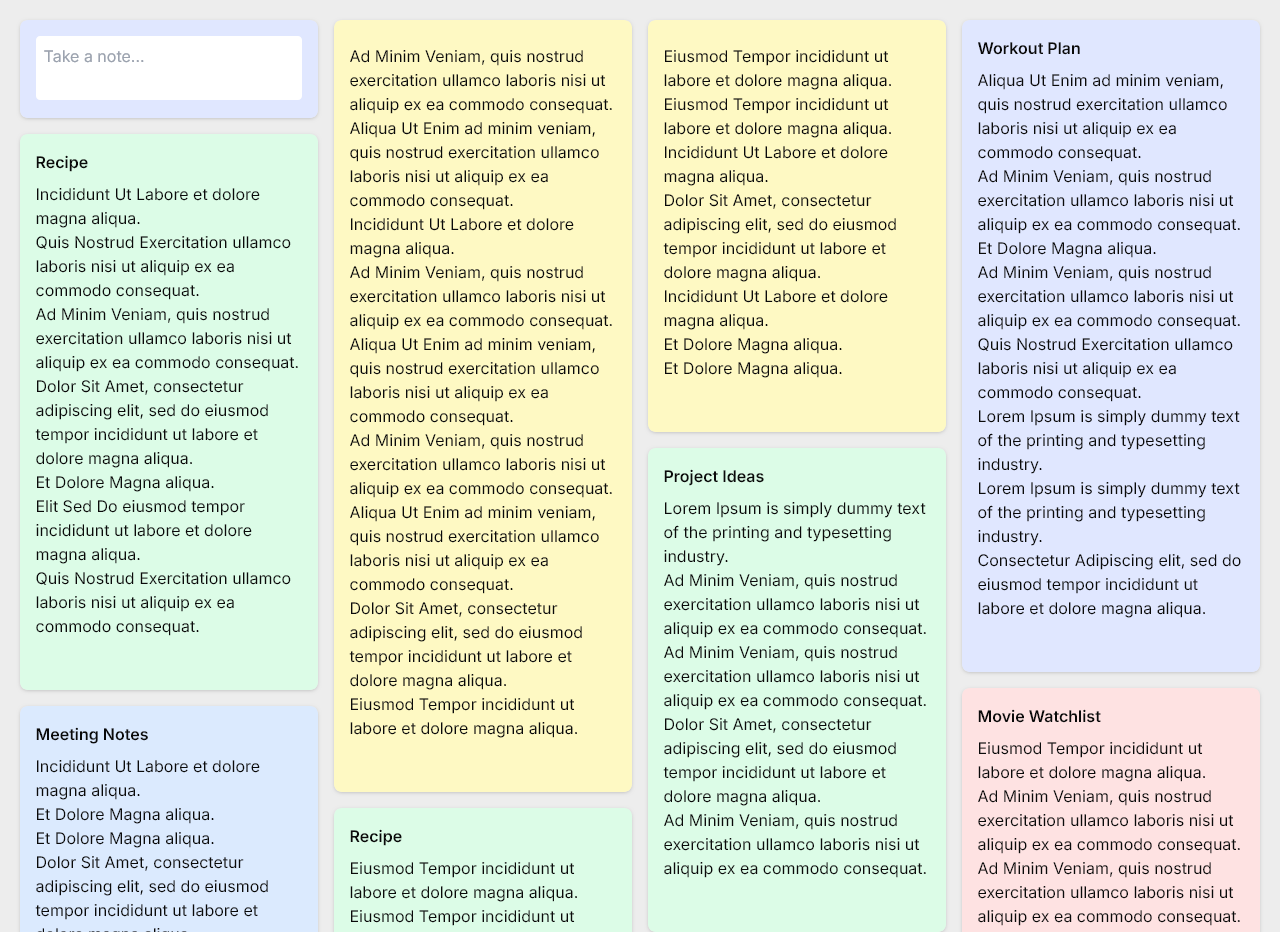 Take a note...
Recipe
Incididunt Ut Labore et dolore
magna aliqua.
Quis Nostrud Exercitation ullamco
laboris nisi ut aliquip ex ea
commodo consequat.
Ad Minim Veniam, quis nostrud
exercitation ullamco laboris nisi ut
aliquip ex ea commodo consequat.
Dolor Sit Amet, consectetur
adipiscing elit, sed do eiusmod
tempor incididunt ut labore et
dolore magna aliqua.
Et Dolore Magna aliqua.
Elit Sed Do eiusmod tempor
incididunt ut labore et dolore
magna aliqua.
Quis Nostrud Exercitation ullamco
laboris nisi ut aliquip ex ea
commodo consequat.
Meeting Notes
Incididunt Ut Labore et dolore
magna aliqua.
Et Dolore Magna aliqua.
Et Dolore Magna aliqua.
Dolor Sit Amet, consectetur
adipiscing elit, sed do eiusmod
tempor incididunt ut labore et
dolore magna aliqua.
Ad Minim Veniam, quis nostrud
exercitation ullamco laboris nisi ut
aliquip ex ea commodo consequat.
Aliqua Ut Enim ad minim veniam,
quis nostrud exercitation ullamco
laboris nisi ut aliquip ex ea
commodo consequat.
Incididunt Ut Labore et dolore
magna aliqua.
Ad Minim Veniam, quis nostrud
exercitation ullamco laboris nisi ut
aliquip ex ea commodo consequat.
Aliqua Ut Enim ad minim veniam,
quis nostrud exercitation ullamco
laboris nisi ut aliquip ex ea
commodo consequat.
Ad Minim Veniam, quis nostrud
exercitation ullamco laboris nisi ut
aliquip ex ea commodo consequat.
Aliqua Ut Enim ad minim veniam,
quis nostrud exercitation ullamco
laboris nisi ut aliquip ex ea
commodo consequat.
Dolor Sit Amet, consectetur
adipiscing elit, sed do eiusmod
tempor incididunt ut labore et
dolore magna aliqua.
Eiusmod Tempor incididunt ut
labore et dolore magna aliqua.
Recipe
Eiusmod Tempor incididunt ut
labore et dolore magna aliqua.
Eiusmod Tempor incididunt ut
Eiusmod Tempor incididunt ut
labore et dolore magna aliqua.
Eiusmod Tempor incididunt ut
labore et dolore magna aliqua.
Incididunt Ut Labore et dolore
magna aliqua.
Dolor Sit Amet, consectetur
adipiscing elit, sed do eiusmod
tempor incididunt ut labore et
dolore magna aliqua.
Incididunt Ut Labore et dolore
magna aliqua.
Et Dolore Magna aliqua.
Et Dolore Magna aliqua.
Project Ideas
Lorem Ipsum is simply dummy text
of the printing and typesetting
industry.
Ad Minim Veniam, quis nostrud
exercitation ullamco laboris nisi ut
aliquip ex ea commodo consequat.
Ad Minim Veniam, quis nostrud
exercitation ullamco laboris nisi ut
aliquip ex ea commodo consequat.
Dolor Sit Amet, consectetur
adipiscing elit, sed do eiusmod
tempor incididunt ut labore et
dolore magna aliqua.
Ad Minim Veniam, quis nostrud
exercitation ullamco laboris nisi ut
aliquip ex ea commodo consequat.
Workout Plan
Aliqua Ut Enim ad minim veniam,
quis nostrud exercitation ullamco
laboris nisi ut aliquip ex ea
commodo consequat.
Ad Minim Veniam, quis nostrud
exercitation ullamco laboris nisi ut
aliquip ex ea commodo consequat.
Et Dolore Magna aliqua.
Ad Minim Veniam, quis nostrud
exercitation ullamco laboris nisi ut
aliquip ex ea commodo consequat.
Quis Nostrud Exercitation ullamco
laboris nisi ut aliquip ex ea
commodo consequat.
Lorem Ipsum is simply dummy text
of the printing and typesetting
industry.
Lorem Ipsum is simply dummy text
of the printing and typesetting
industry.
Consectetur Adipiscing elit, sed do
eiusmod tempor incididunt ut
labore et dolore magna aliqua.
Movie Watchlist
Eiusmod Tempor incididunt ut
labore et dolore magna aliqua.
Ad Minim Veniam, quis nostrud
exercitation ullamco laboris nisi ut
aliquip ex ea commodo consequat.
Ad Minim Veniam, quis nostrud
exercitation ullamco laboris nisi ut
aliquip ex ea commodo consequat.